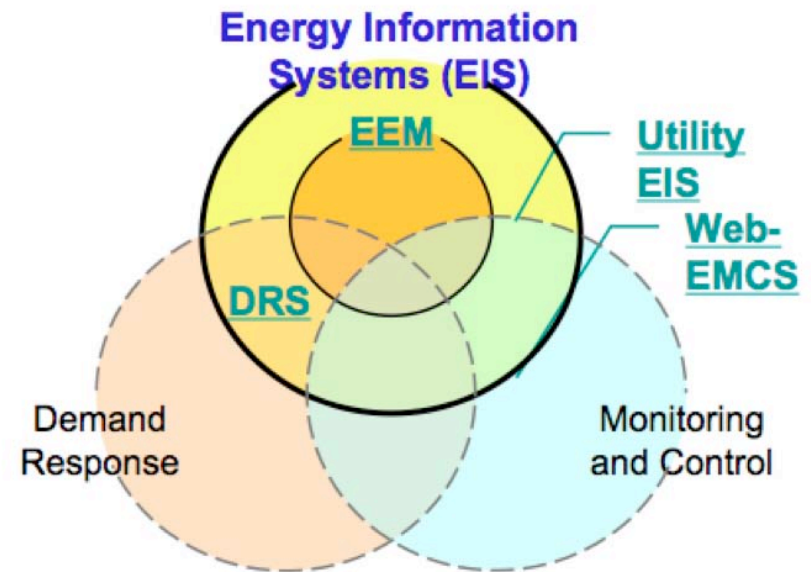 Energy Information
Systems (EIS)
EEM
Utility
EIS
Web-
EMCS
DRS
Demand
Response
Monitoring
and Control